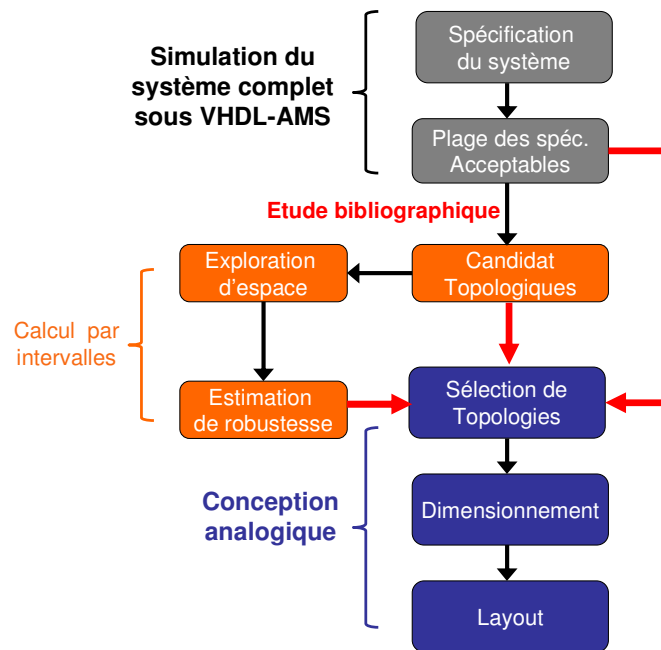 Simulation du
système complet
sous VHDL-AMS
Spécification
du système
Plage des spéc.
Acceptables
Etude bibliographique
Exploration
d'espace
Candidat
Topologiques
Calcul par
intervalles
Estimation
de robustesse
Sélection de
Topologies
Conception
analogique
Dimensionnement
Layout